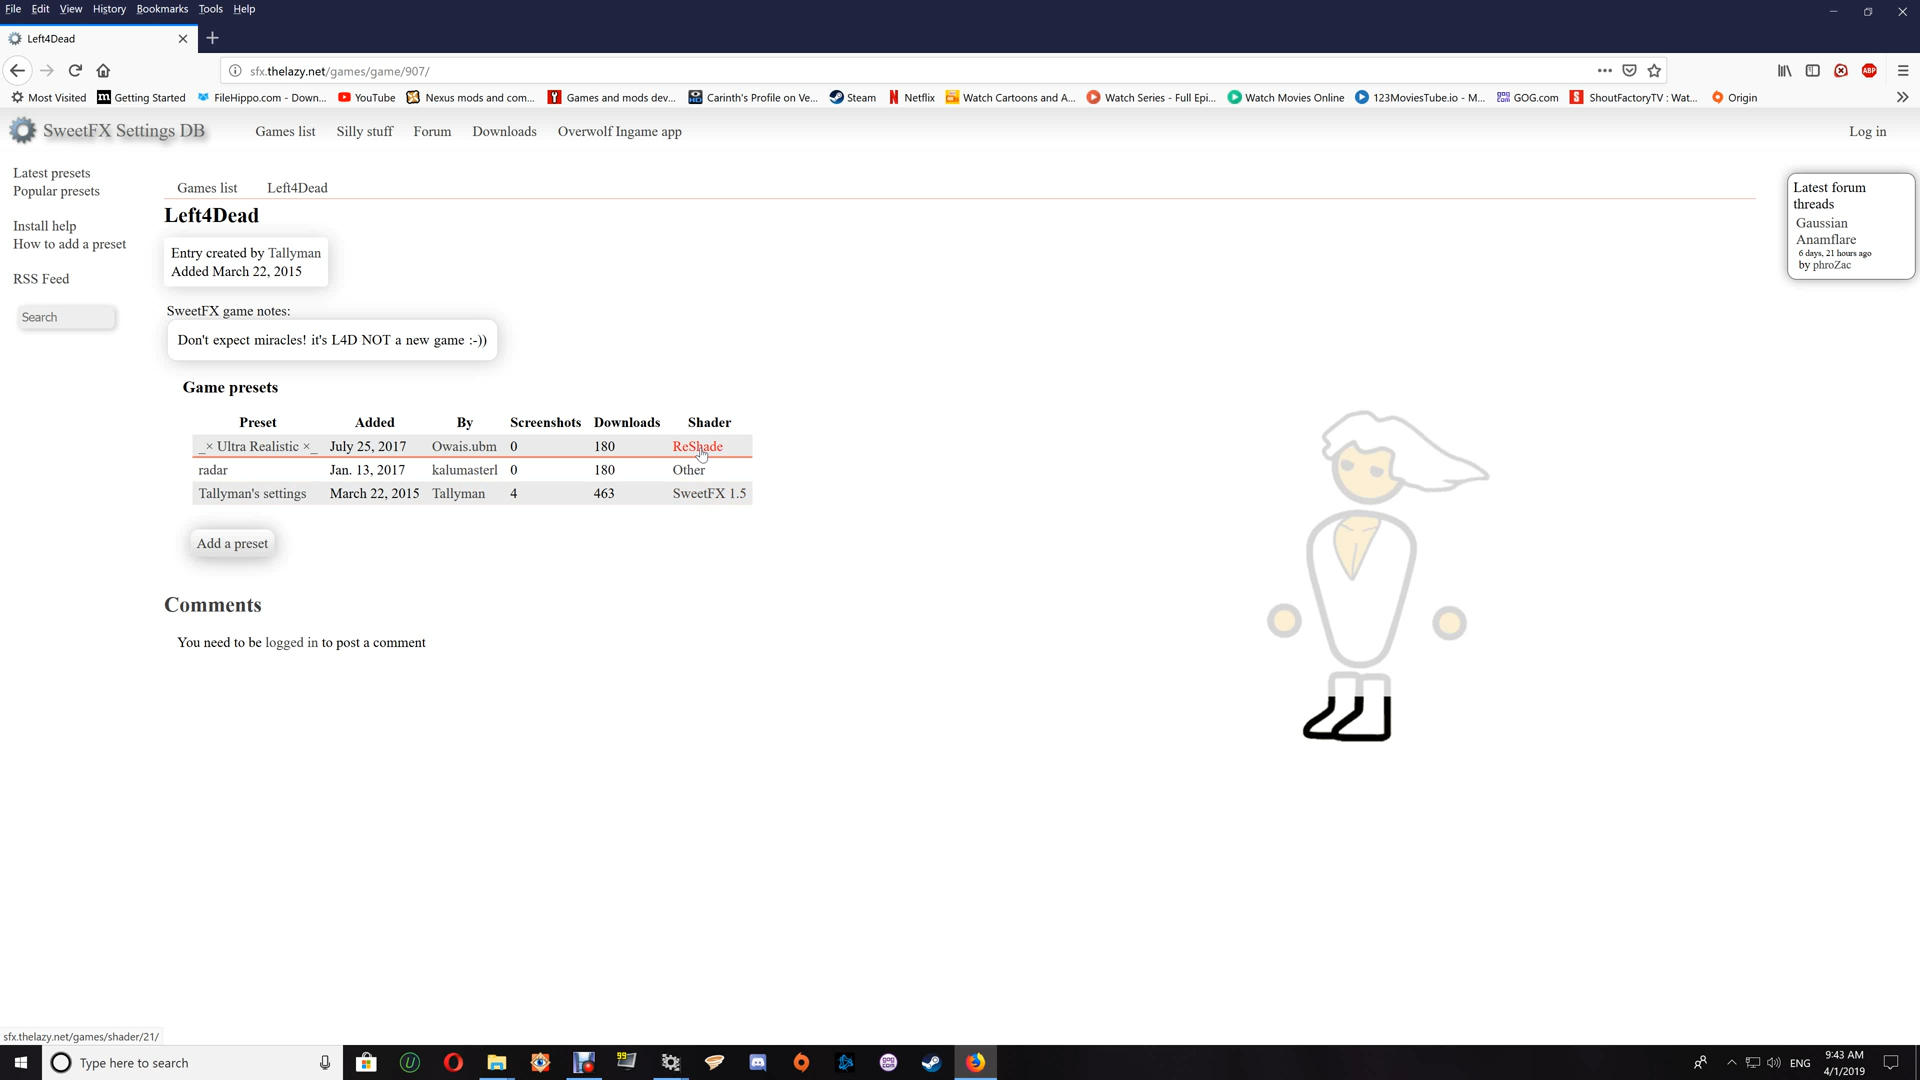 File Edit View History Bookmarks Tools Help
Left4Dead
sfx.thelazy.net/games/game/907/
Most Visited Getting Started FileHippo.com - Down... YouTube Nexus mods and com... Games and mods dev... Carinth's Profile on Ve... Steam Netflix Watch Cartoons and A... Watch Series - Full Epi... Watch Movies Online 123MoviesTube.io - M... GOG.com ShoutFactoryTV : Wat... Origin
ABP
SweetFX Settings DB Games list Silly stuff Forum Downloads Overwolf Ingame app Log in
Latest presets
Popular presets
Install help
How to add a preset
RSS Feed
Search
Games list Left4Dead
Left4Dead
Entry created by Tallyman
Added March 22, 2015
SweetFX game notes:
Don't expect miracles! it's L4D NOT a new game :-))
Game presets
Preset Added By Screenshots Downloads Shader
_× Ultra Realistic ×_ July 25, 2017 Owais.ubm 0 180 ReShade
radar Jan. 13, 2017 kalumasterl 0 180 Other
Tallyman's settings March 22, 2015 Tallyman 4 463 SweetFX 1.5
Add a preset
Comments
You need to be logged in to post a comment
Latest forum
threads
Gaussian
Anamflare
6 days, 21 hours ago
by phroZac
sfx.thelazy.net/games/shader/21/
Type here to search
99
ENG
9:43 AM
4/1/2019